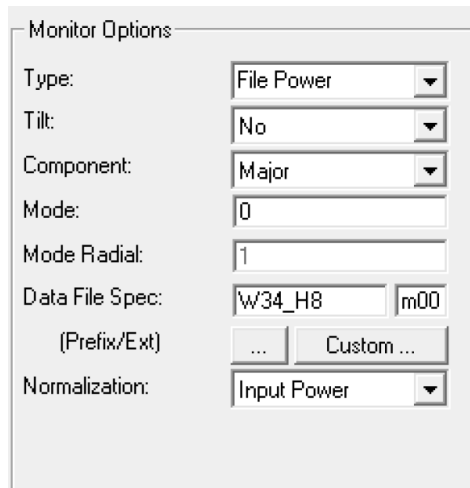 Monitor Options
Type: File Power
Tilt: No
Component: Major
Mode: 0
Mode Radial: 1
Data File Spec: W34_H8 m00
(Prefix/Ext) ... Custom ...
Normalization: Input Power